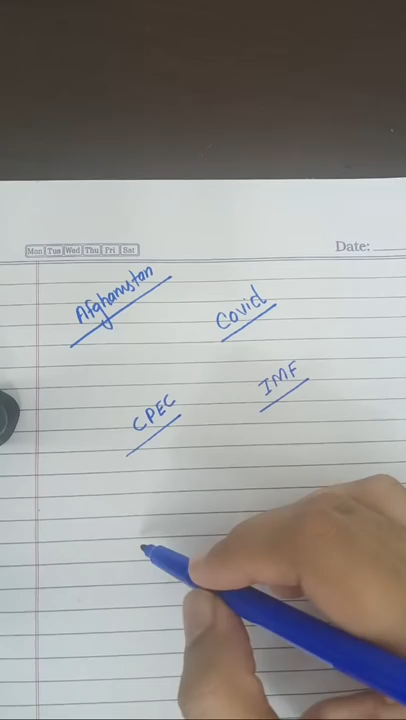 Mon Tue Wed Thu Fri Sat
Date:
Afghanistan
Covid
IMF
CPEC